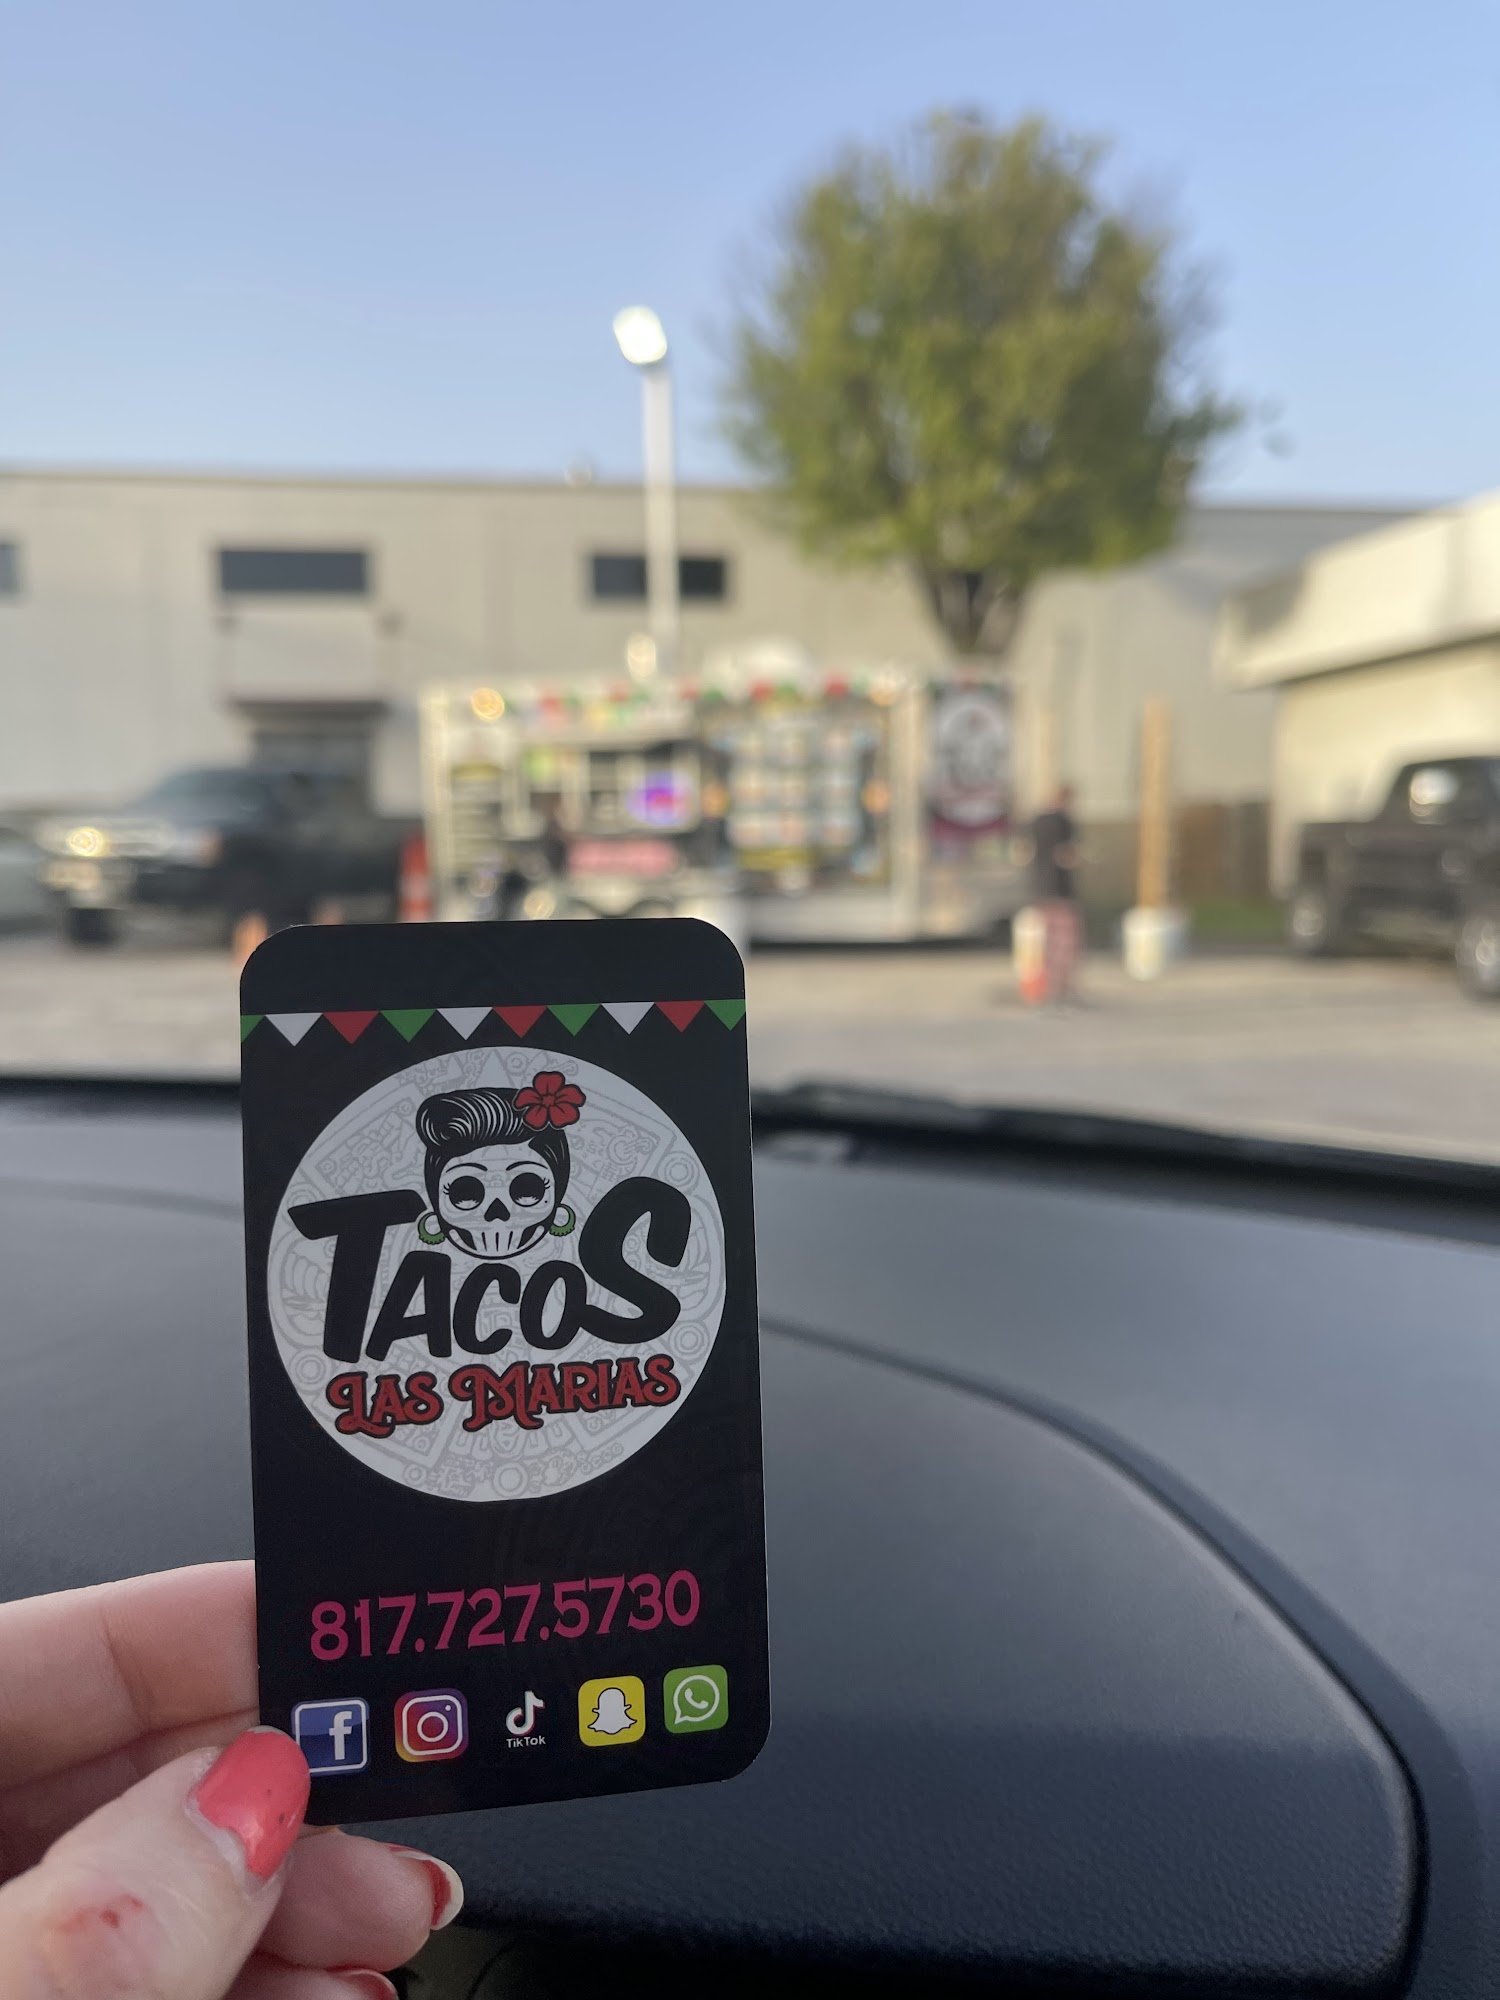 TACOS
LAS MARIAS
817.727.5730
f
TikTok